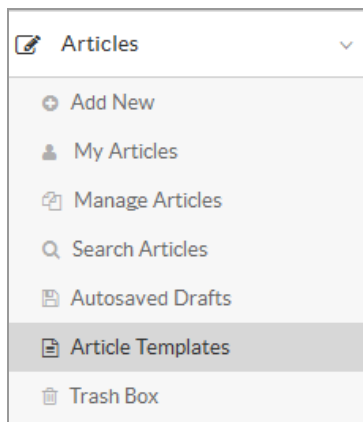 Articles
Add New
My Articles
Manage Articles
Search Articles
Autosaved Drafts
Article Templates
Trash Box